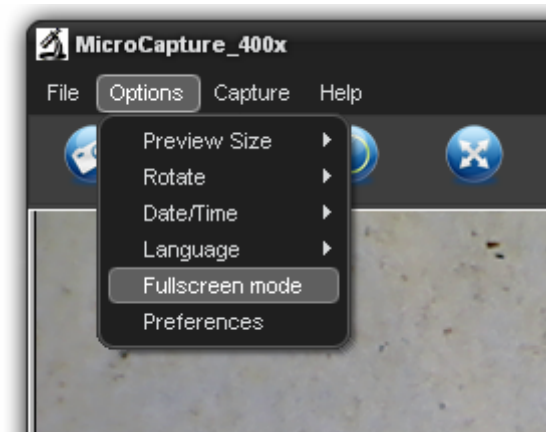 MicroCapture_400x
File Options Capture Help
Preview Size
Rotate
Date/Time
Language
Fullscreen mode
Preferences